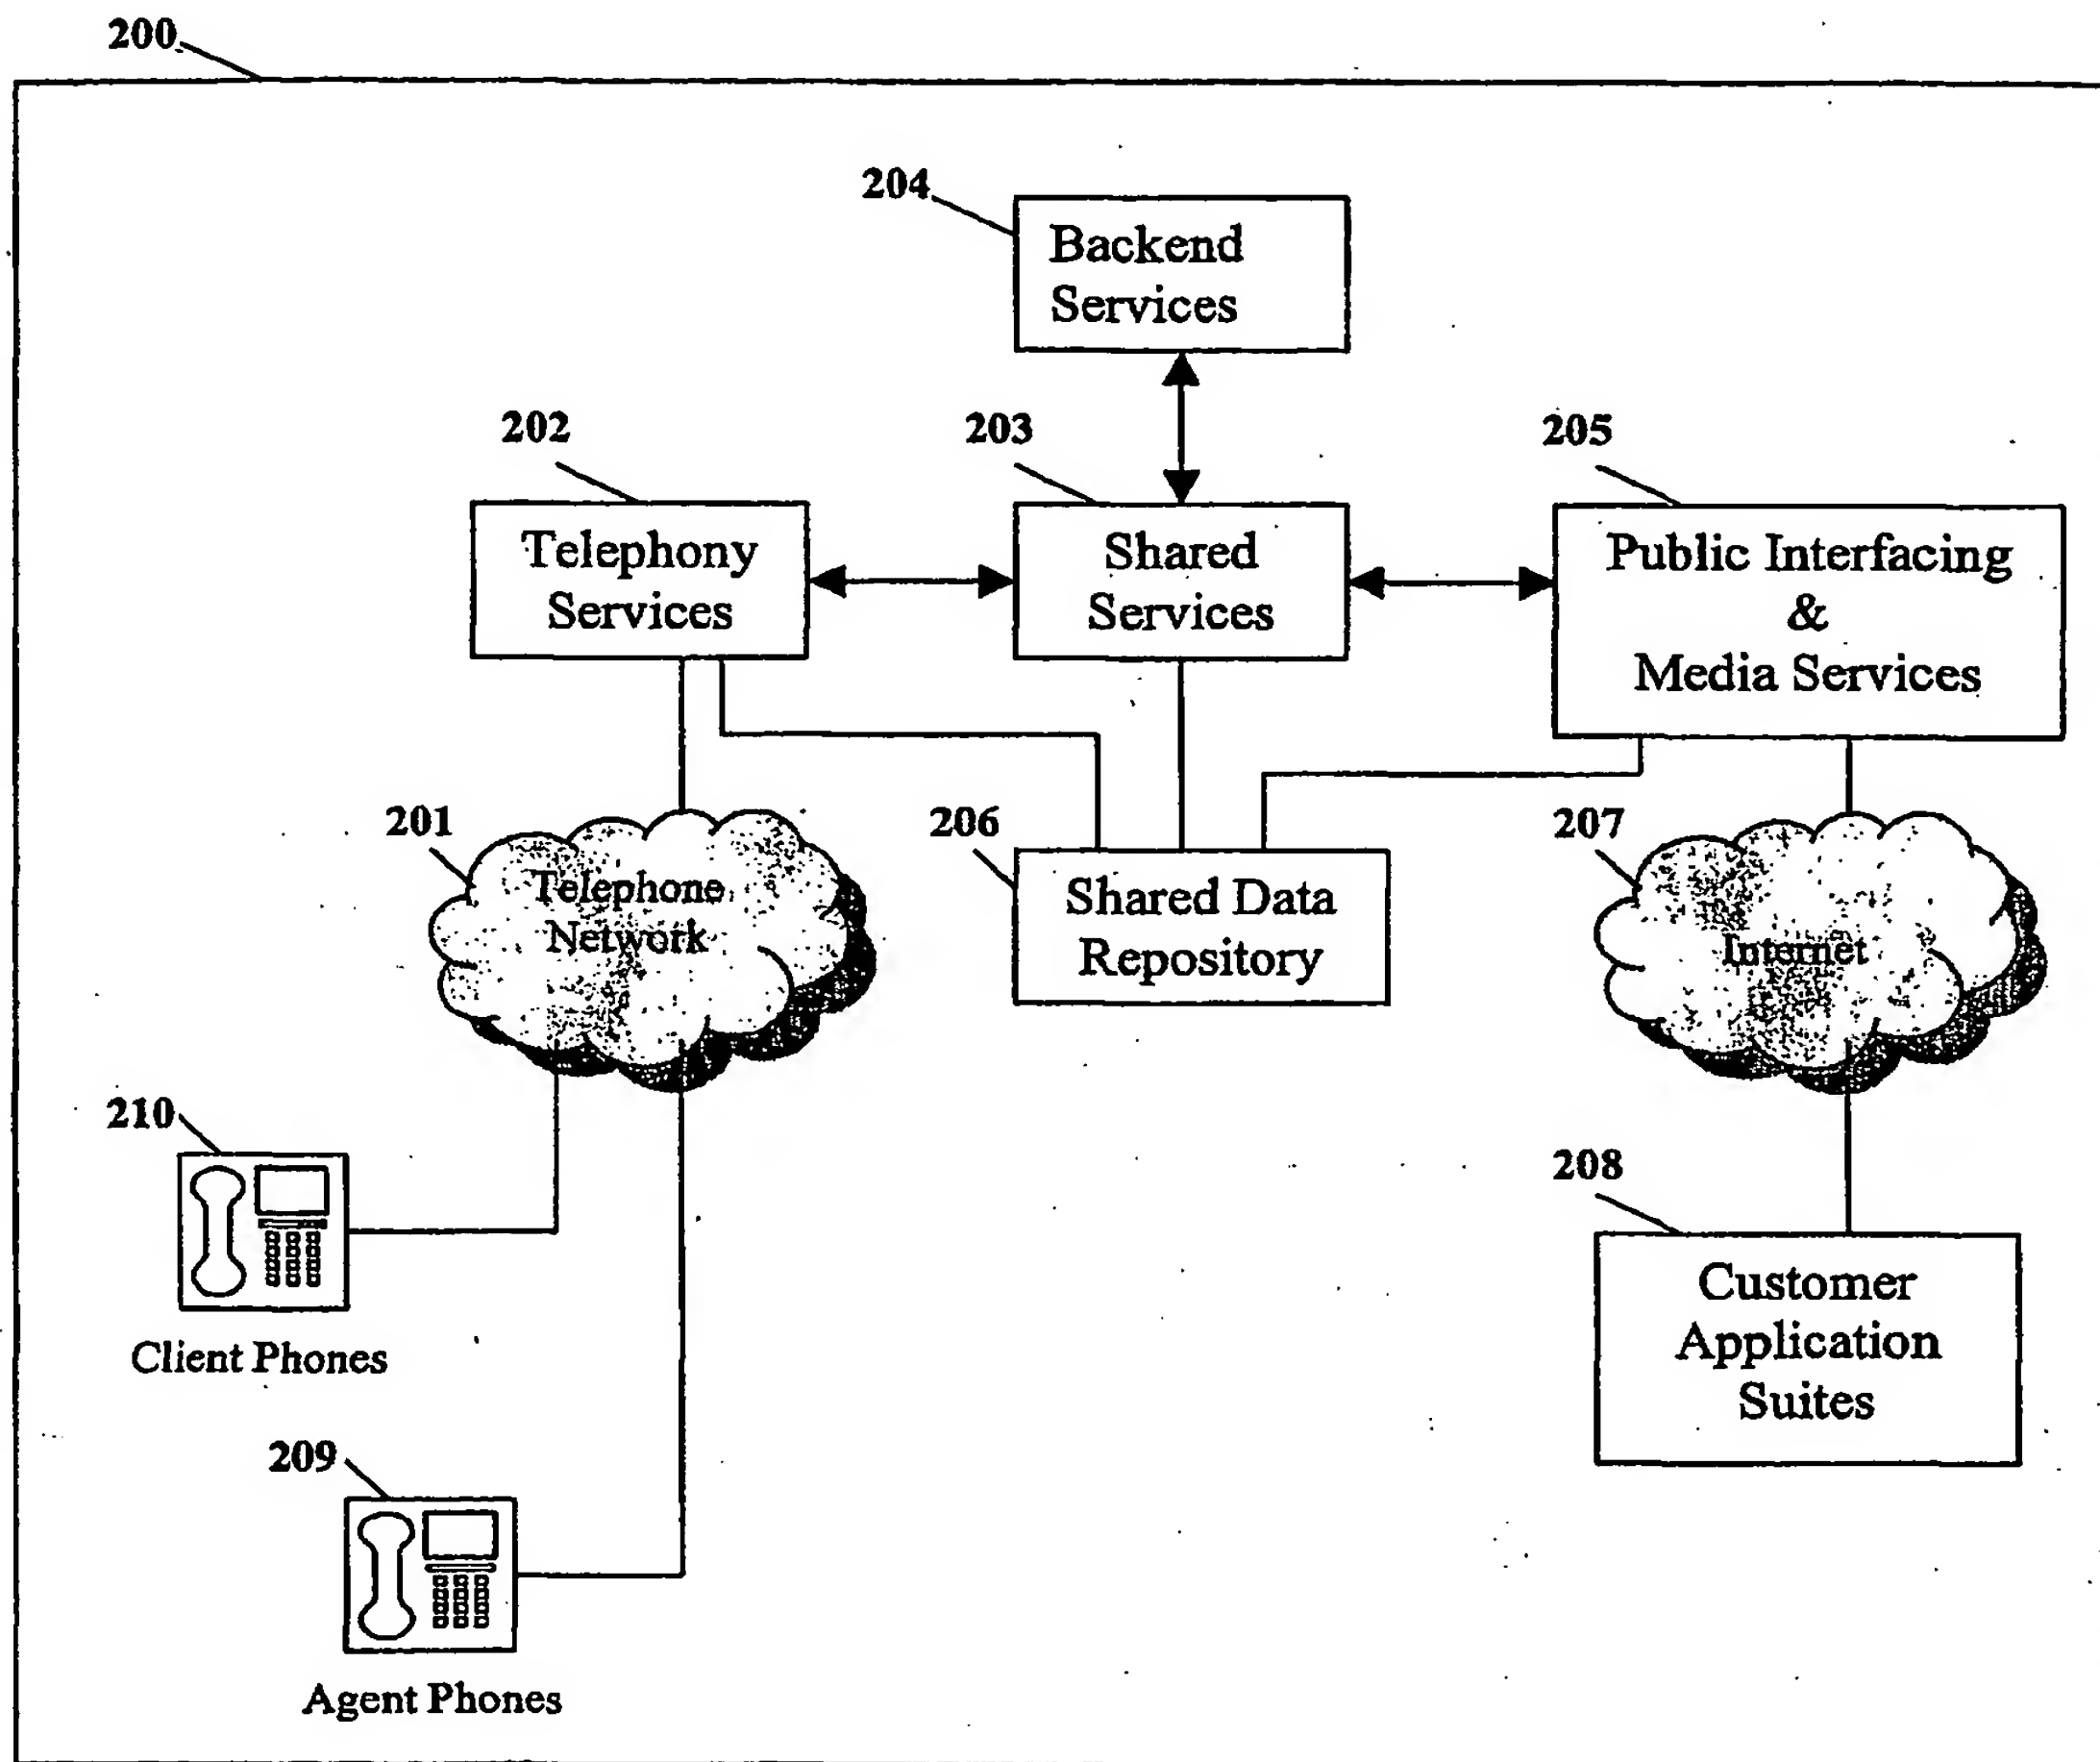 200
204
Backend
Services
202
203
205
Telephony
Services
Shared
Services
Public Interfacing
&
Media Services
201
Telephone
Network
206
Shared Data
Repository
207
Internet
210
Client Phones
208
Customer
Application
Suites
209
Agent Phones